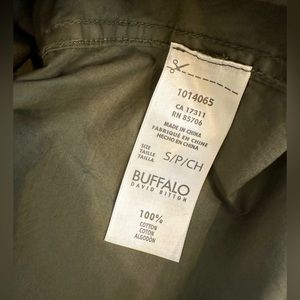 1014065
CA 17311
RN 85706
MADE IN CHINA
FABRIQUÉ EN CHINE
HECHO EN CHINA
SIZE
TAILLE
TALLA
S/P/CH
BUFFALO
DAVID BITTON
100%
COTTON
COTON
ALGODON